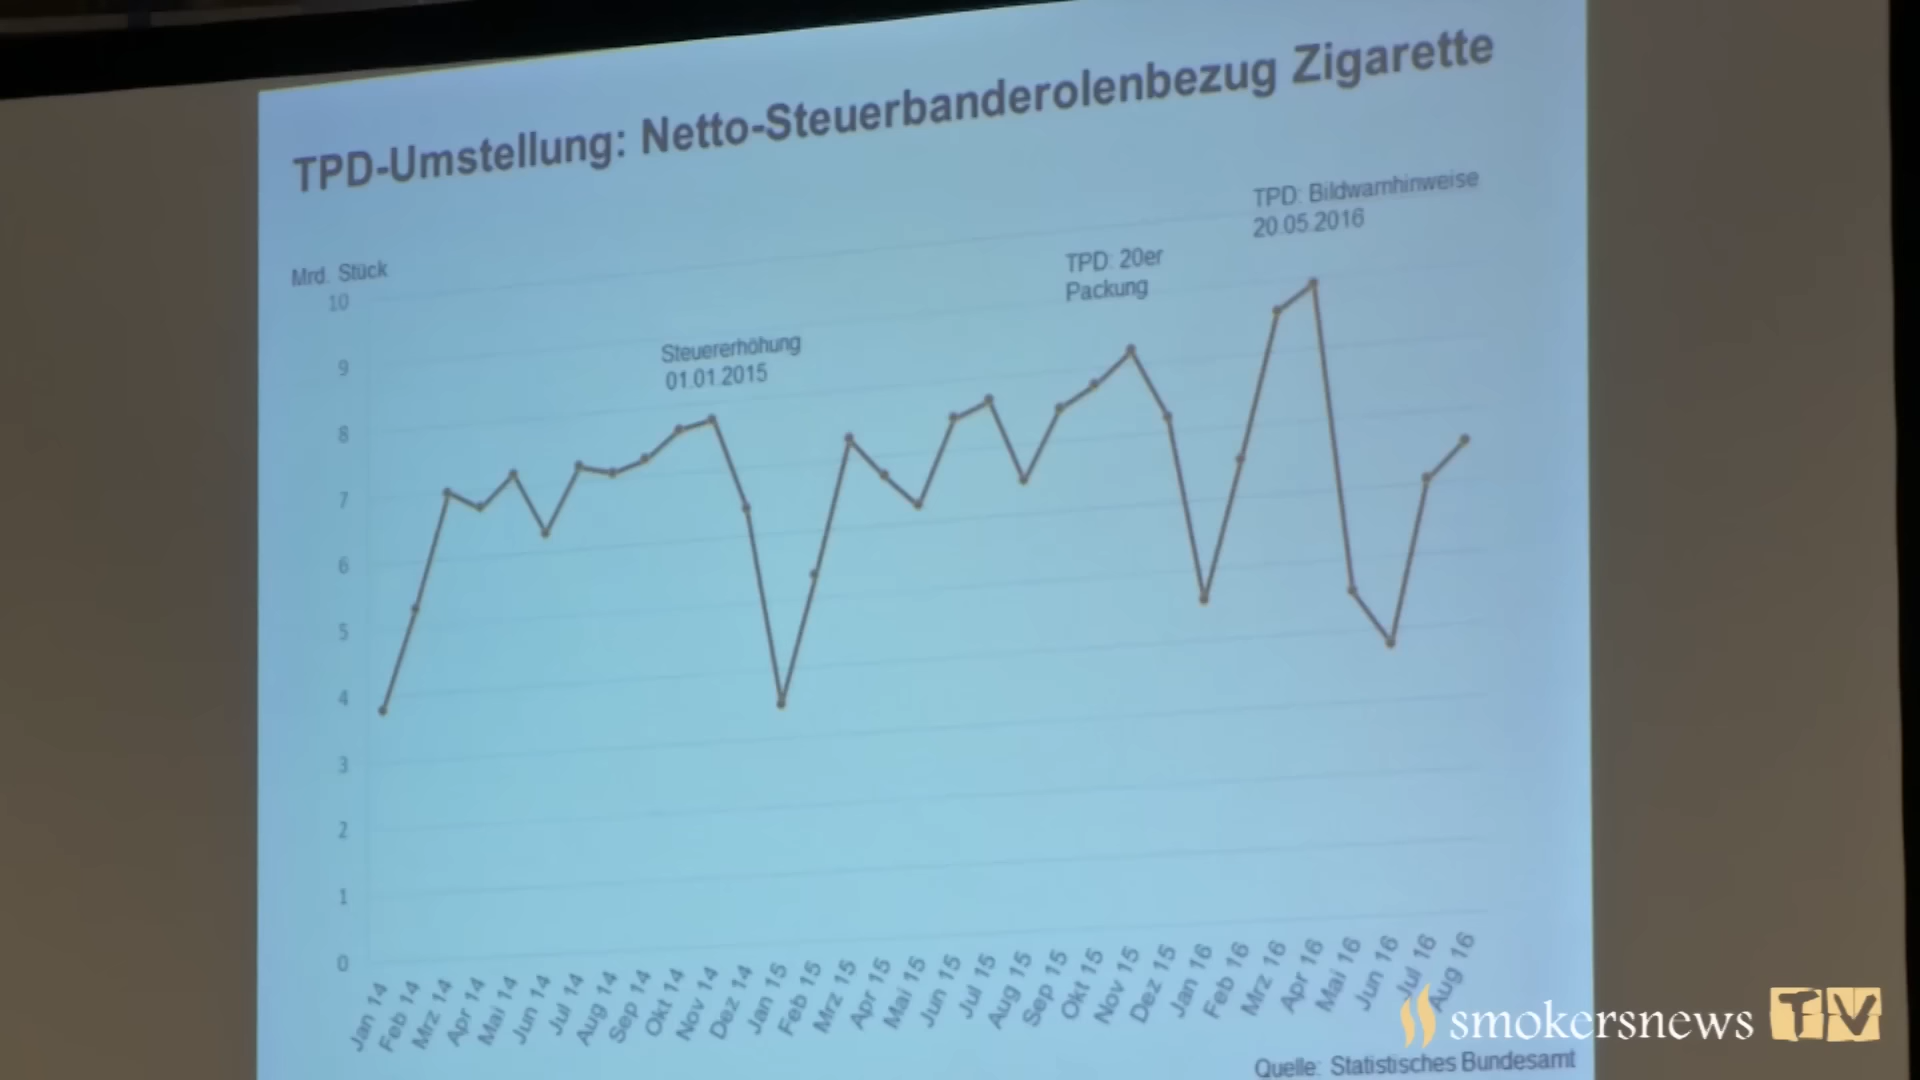 TPD-Umstellung: Netto-Steuerbanderolenbezug Zigarette
TPD: Bildwarnhinweise
20.05.2016
TPD: 20er
Packung
Mrd. Stück
Steuererhöhung
01.01.2015
10
9
8
7
6
5
4
3
2
1
0
Jan 14
Feb 14
Mrz 14
Apr 14
Mai 14
Jun 14
Jul 14
Aug 14
Sep 14
Okt 14
Nov 14
Dez 14
Jan 15
Feb 15
Mrz 15
Apr 15
Mai 15
Jun 15
Jul 15
Aug 15
Sep 15
Okt 15
Nov 15
Dez 15
Jan 16
Feb 16
Mrz 16
Apr 16
Mai 16
Jun 16
Jul 16
Aug 16
smokersnews TV
Quelle: Statistisches Bundesamt